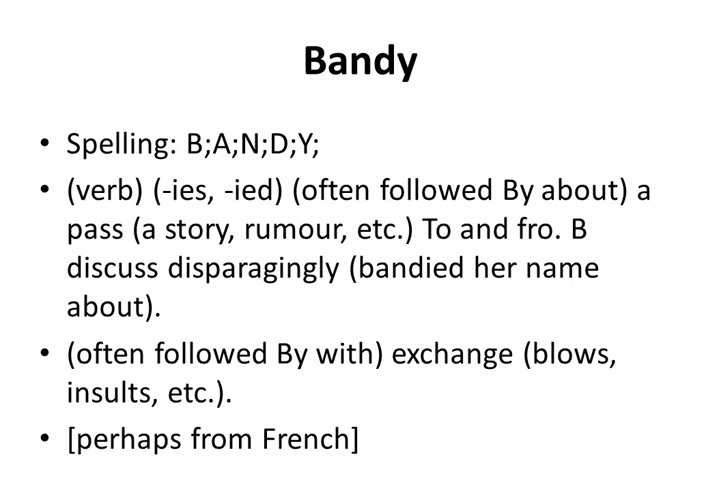 Bandy
• Spelling: B;A;N;D;Y;
• (verb) (-ies, -ied) (often followed By about) a
pass (a story, rumour, etc.) To and fro. B
discuss disparagingly (bandied her name
about).
• (often followed By with) exchange (blows,
insults, etc.).
• [perhaps from French]